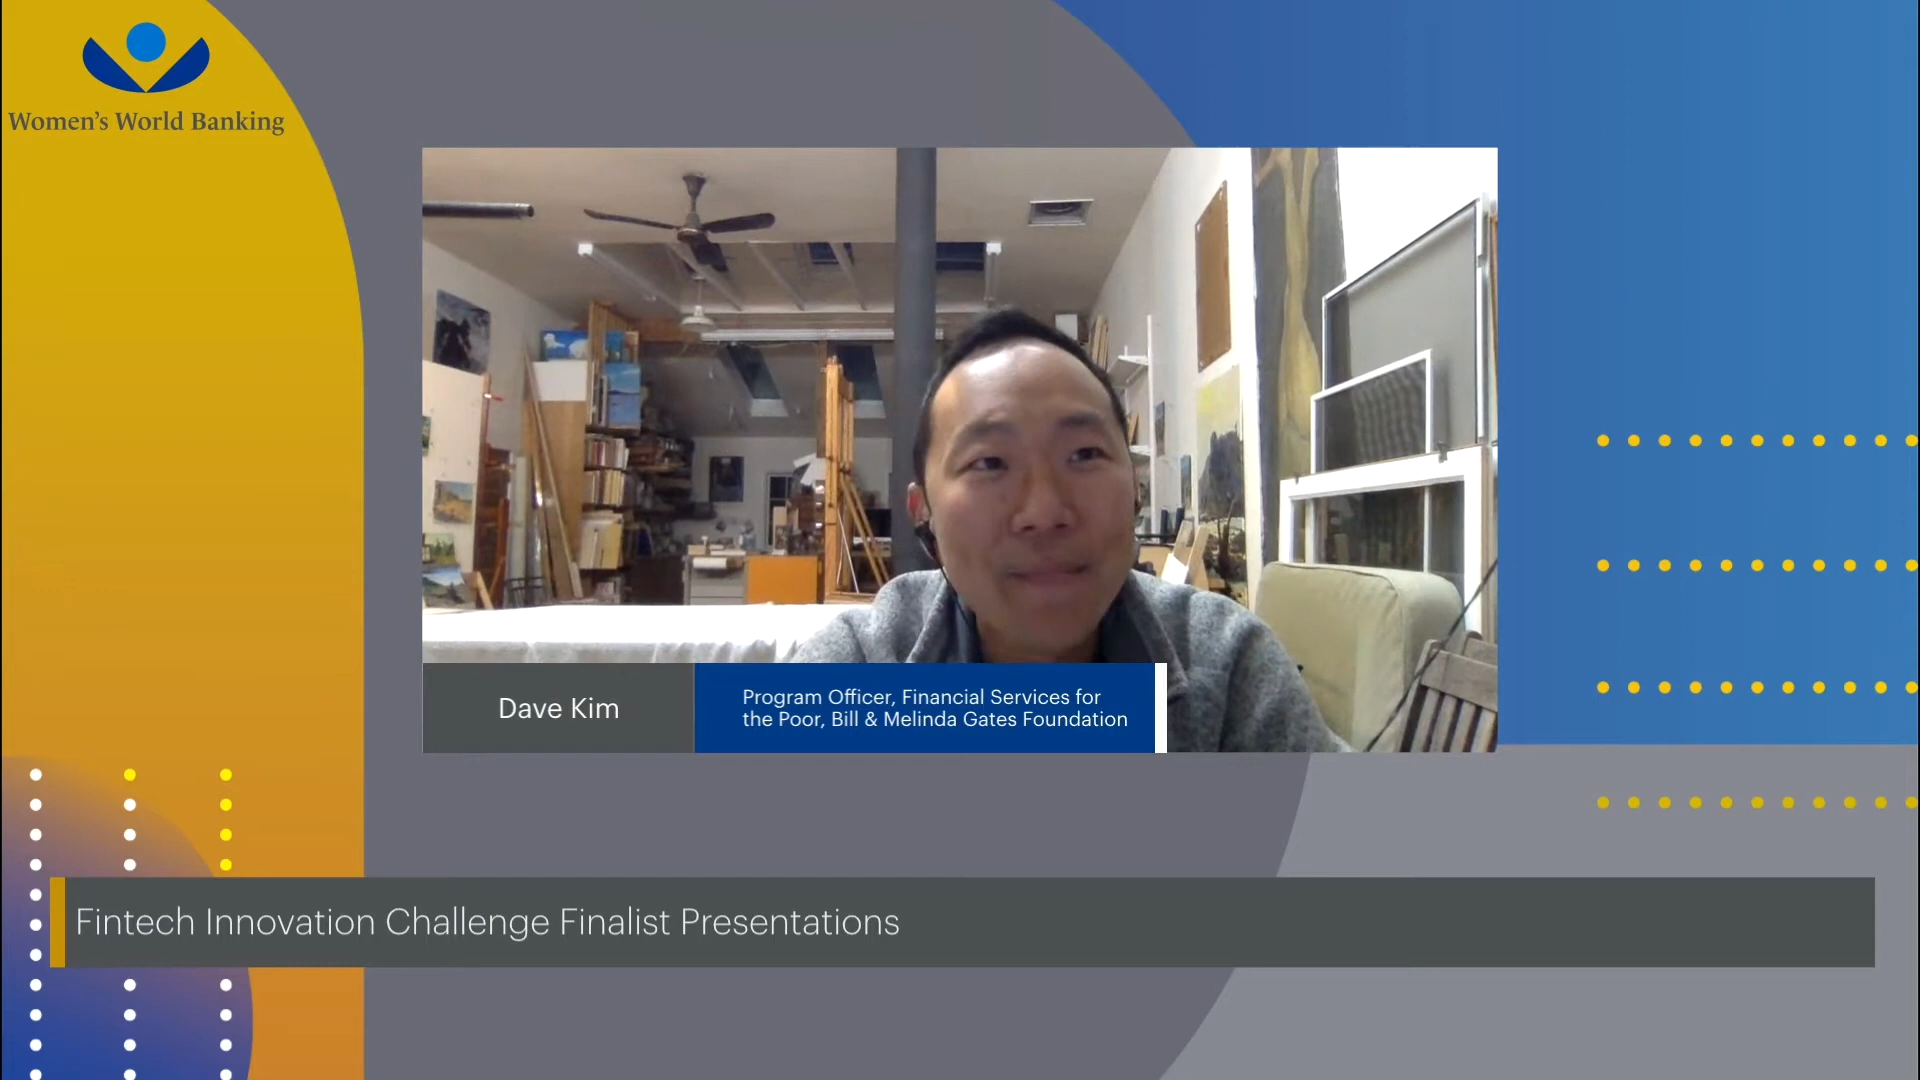 Women's World Banking
Dave Kim
Program Officer, Financial Services for
the Poor, Bill & Melinda Gates Foundation
Fintech Innovation Challenge Finalist Presentations